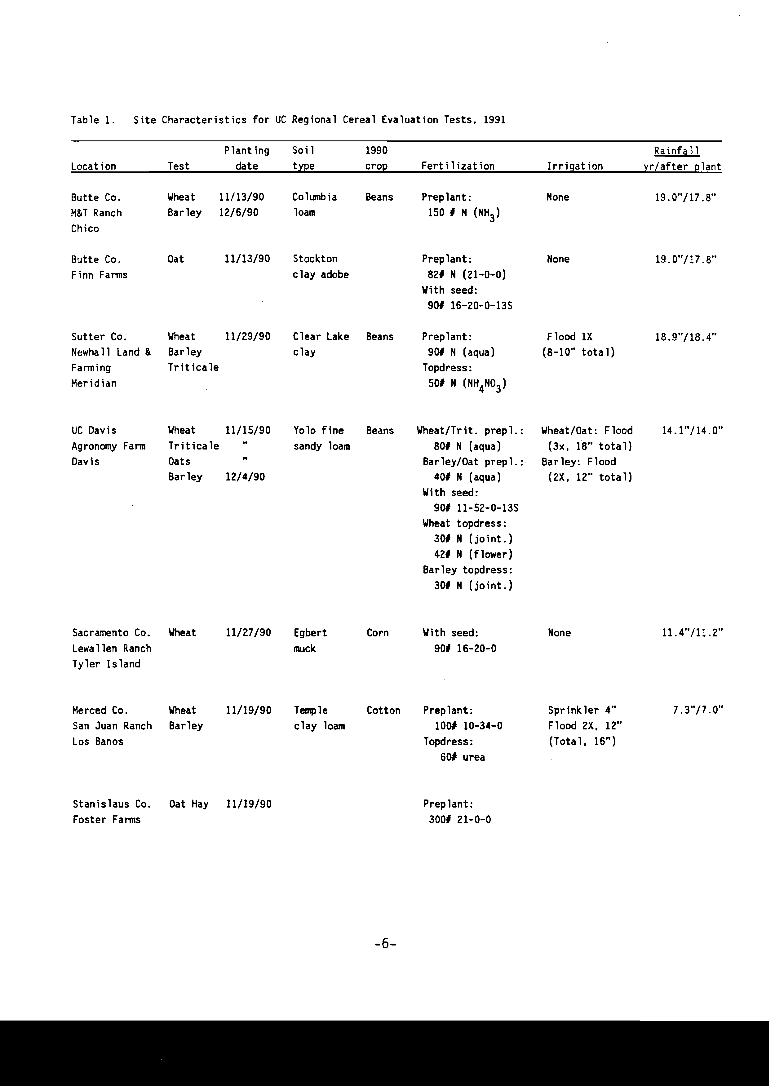 Table 1. Site Characteristics for UC Regional Cereal Evaluation Tests, 1991
Planting Soil 1990 Rainfall
Location Test date type crop Fertilization Irrigation yr/after plant
Butte Co. Wheat 11/13/90 Columbia Beans Preplant: None 19.0"/17.8"
M&T Ranch Barley 12/6/90 loam 150 # N (NH3)
Chico
Butte Co. Oat 11/13/90 Stockton Preplant: None 19.0"/17.8"
Finn Farms clay adobe 82# N (21-0-0)
With seed:
90# 16-20-0-13S
Sutter Co. Wheat 11/29/90 Clear Lake Beans Preplant: Flood 1X 18.9"/18.4"
Newhall Land & Barley clay 90# N (aqua) (8-10" total)
Farming Triticale Topdress:
Meridian 50# N (NH4NO3)
UC Davis Wheat 11/15/90 Yolo fine Beans Wheat/Trit. prepl.: Wheat/Oat: Flood 14.1"/14.0"
Agronomy Farm Triticale " sandy loam 80# N (aqua) (3x, 18" total)
Davis Oats " Barley/Oat prepl.: Barley: Flood
Barley 12/4/90 40# N (aqua) (2X, 12" total)
With seed:
90# 11-52-0-13S
Wheat topdress:
30# N (joint.)
42# N (flower)
Barley topdress:
30# N (joint.)
Sacramento Co. Wheat 11/27/90 Egbert Corn With seed: None 11.4"/11.2"
Lewallen Ranch muck 90# 16-20-0
Tyler Island
Merced Co. Wheat 11/19/90 Temple Cotton Preplant: Sprinkler 4" 7.3"/7.0"
San Juan Ranch Barley clay loam 100# 10-34-0 Flood 2X, 12"
Los Banos Topdress: (Total, 16")
60# urea
Stanislaus Co. Oat Hay 11/19/90 Preplant:
Foster Farms 300# 21-0-0
-6-